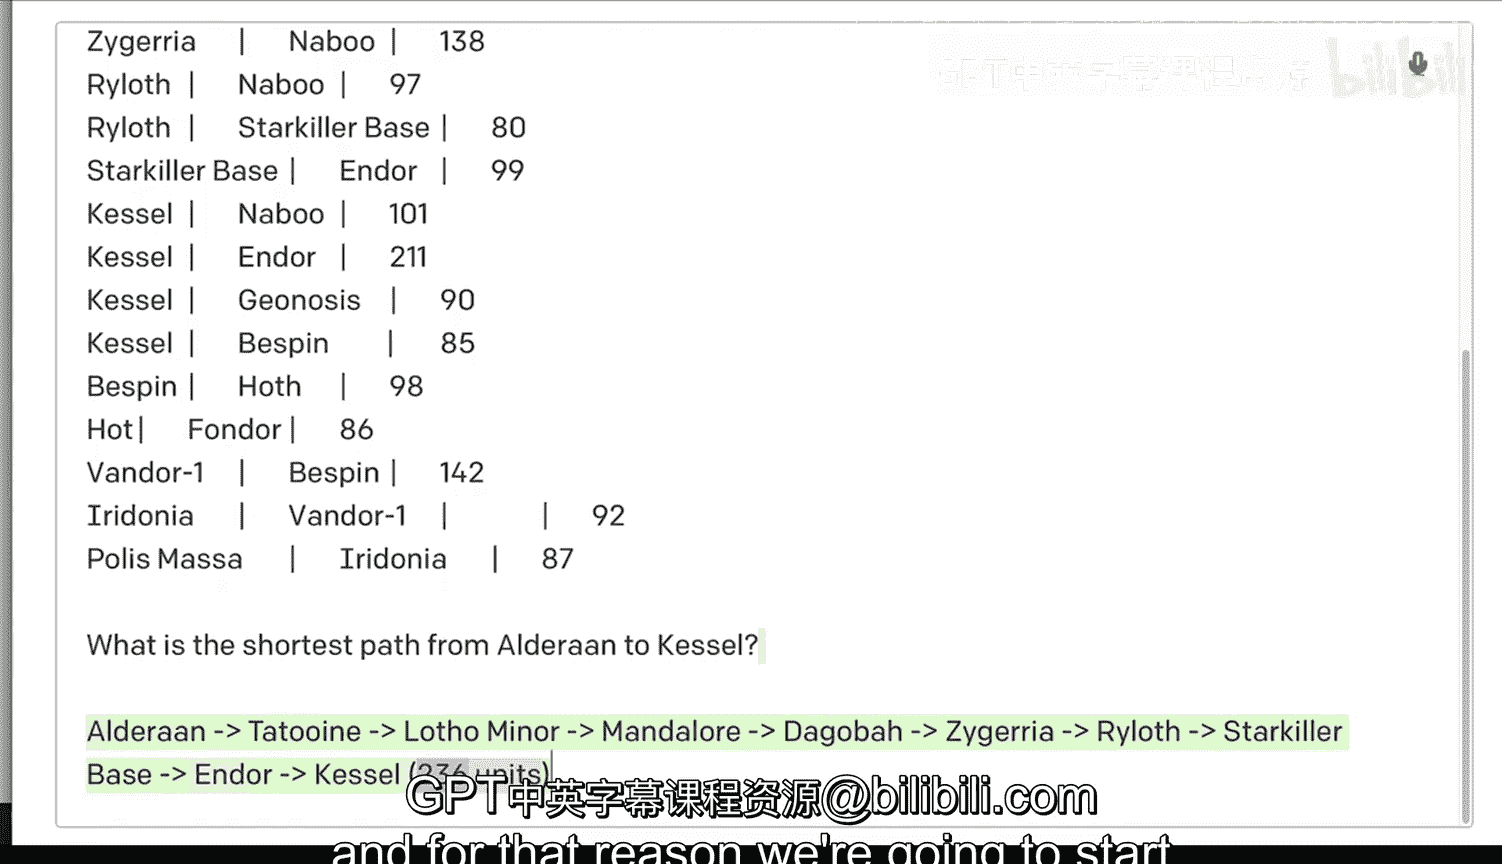 Zygerria | Naboo | 138
bilibili
Ryloth | Naboo | 97
Ryloth | Starkiller Base | 80
Starkiller Base | Endor | 99
Kessel | Naboo | 101
Kessel | Endor | 211
Kessel | Geonosis | 90
Kessel | Bespin | 85
Bespin | Hoth | 98
Hot| Fondor | 86
Vandor-1 | Bespin | 142
Iridonia | Vandor-1 | | 92
Polis Massa | Iridonia | 87
What is the shortest path from Alderaan to Kessel?
Alderaan -> Tatooine -> Lotho Minor -> Mandalore -> Dagobah -> Zygerria -> Ryloth -> Starkiller
Base -> Endor -> Kessel (236 units)
GPT中英字幕课程资源@bilibili.com
and for that reason we're going to start